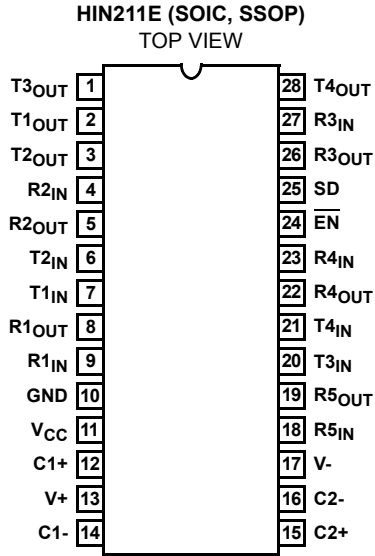 HIN211E (SOIC, SSOP)
TOP VIEW
T3OUT 1 28 T4OUT
T1OUT 2 27 R3IN
T2OUT 3 26 R3OUT
R2IN 4 25 SD
R2OUT 5 24 E̅N̅
T2IN 6 23 R4IN
T1IN 7 22 R4OUT
R1OUT 8 21 T4IN
R1IN 9 20 T3IN
GND 10 19 R5OUT
VCC 11 18 R5IN
C1+ 12 17 V-
V+ 13 16 C2-
C1- 14 15 C2+